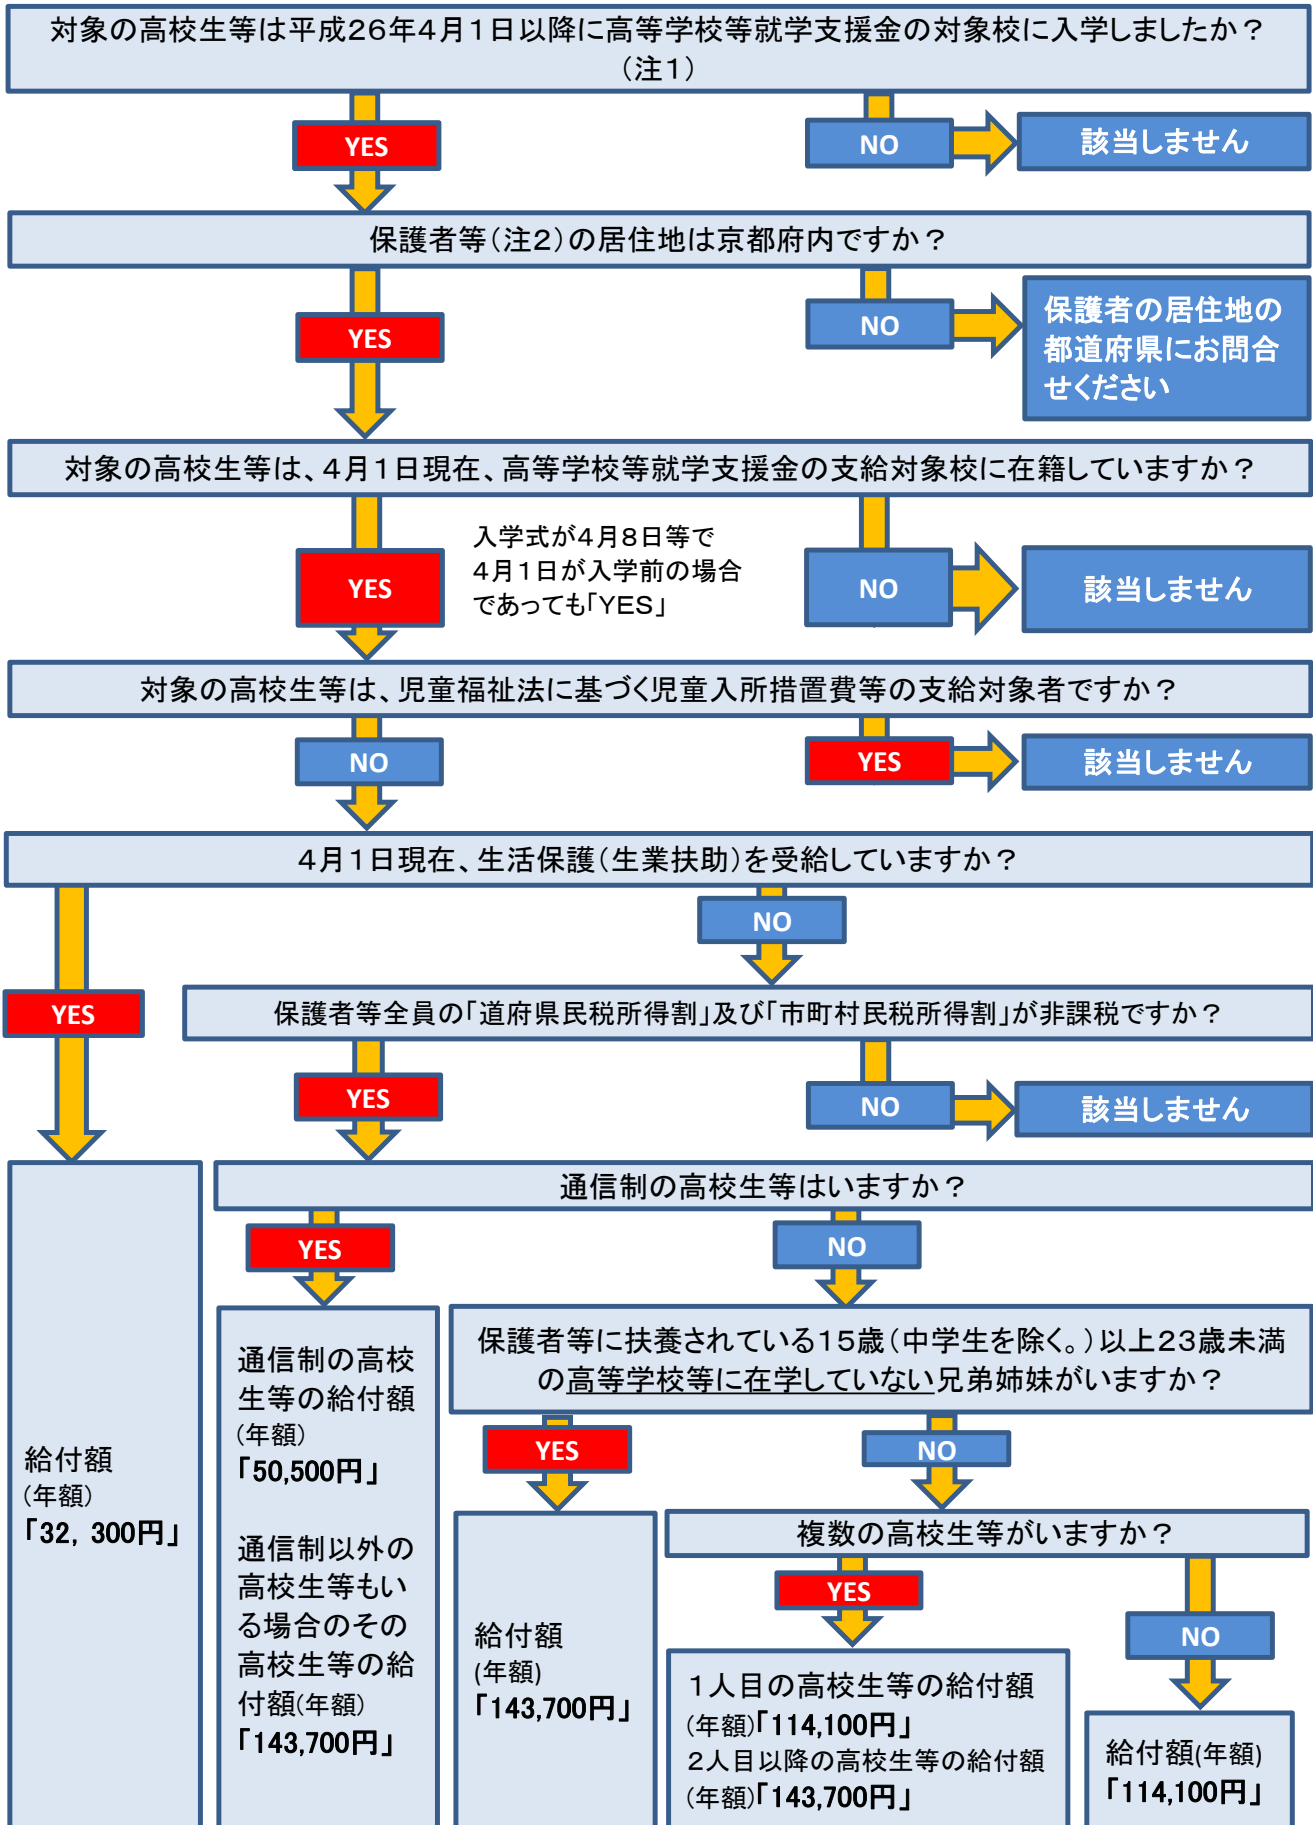 対象の高校生等は平成26年4月1日以降に高等学校等就学支援金の対象校に入学しましたか？
（注１）
YES
NO
該当しません
保護者等（注２）の居住地は京都府内ですか？
YES
NO
保護者の居住地の
都道府県にお問合
せください
対象の高校生等は、４月１日現在、高等学校等就学支援金の支給対象校に在籍していますか？
YES
入学式が４月８日等で
４月１日が入学前の場合
であっても「YES」
NO
該当しません
対象の高校生等は、児童福祉法に基づく児童入所措置費等の支給対象者ですか？
NO
YES
該当しません
４月１日現在、生活保護（生業扶助）を受給していますか？
NO
YES
保護者等全員の「道府県民税所得割」及び「市町村民税所得割」が非課税ですか？
YES
NO
該当しません
通信制の高校生等はいますか？
YES
NO
保護者等に扶養されている１５歳（中学生を除く。）以上２３歳未満
の高等学校等に在学していない兄弟姉妹がいますか？
YES
NO
複数の高校生等がいますか？
YES
NO
給付額
（年額）
「32, 300円」
通信制の高校
生等の給付額
（年額）
「50,500円」
通信制以外の
高校生等もい
る場合のその
高校生等の給
付額(年額）
「143,700円」
給付額
(年額)
「143,700円」
１人目の高校生等の給付額
（年額）「114,100円」
２人目以降の高校生等の給付額
（年額）「143,700円」
給付額(年額)
「114,100円」